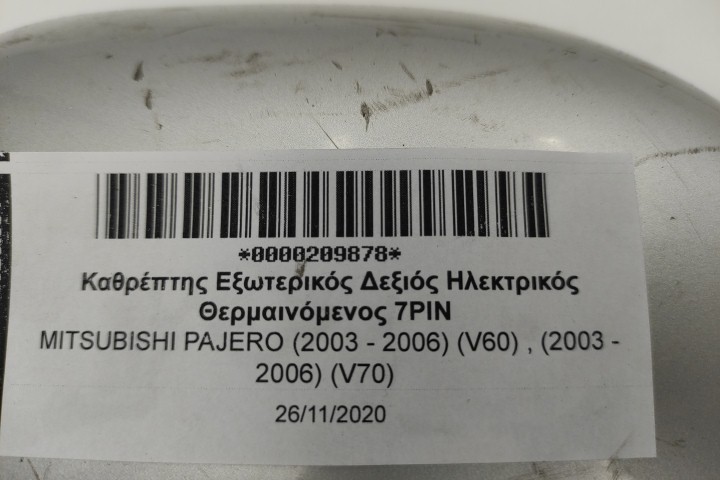 *0000209878*
Καθρέπτης Εξωτερικός Δεξιός Ηλεκτρικός
Θερμαινόμενος 7PIN
MITSUBISHI PAJERO (2003 - 2006) (V60) , (2003 -
2006) (V70)
26/11/2020